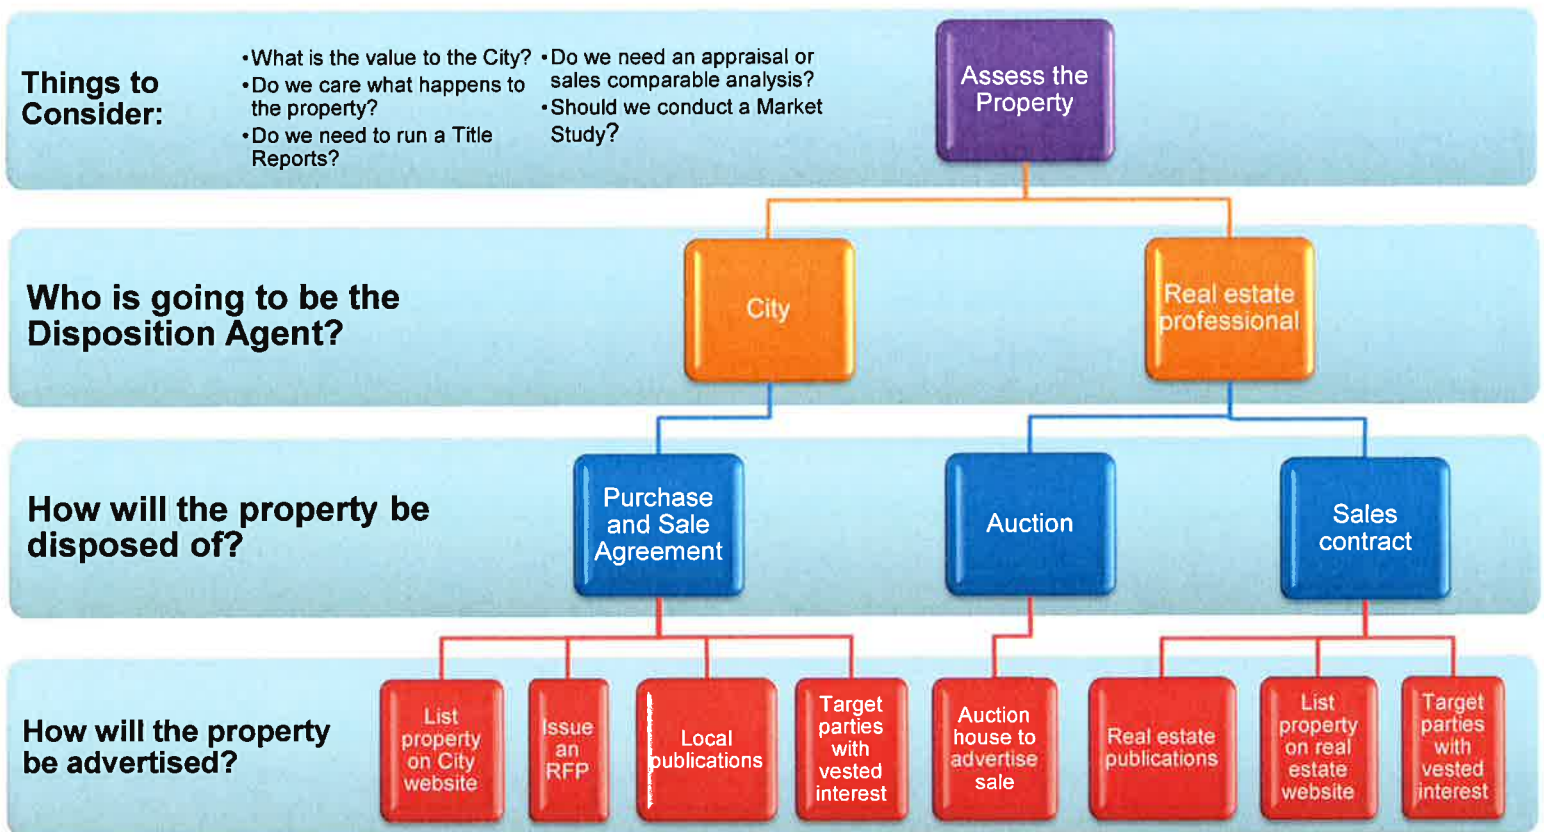 Things to
Consider:
•What is the value to the City?
•Do we care what happens to
the property?
•Do we need to run a Title
Reports?
•Do we need an appraisal or
sales comparable analysis?
•Should we conduct a Market
Study?
Assess the
Property
Who is going to be the
Disposition Agent?
City
Real estate
professional
How will the property be
disposed of?
Purchase
and Sale
Agreement
Auction
Sales
contract
How will the property
be advertised?
List
property
on City
website
Issue
an
RFP
Local
publications
Target
parties
with
vested
interest
Auction
house to
advertise
sale
Real estate
publications
List
property
on real
estate
website
Target
parties
with
vested
interest